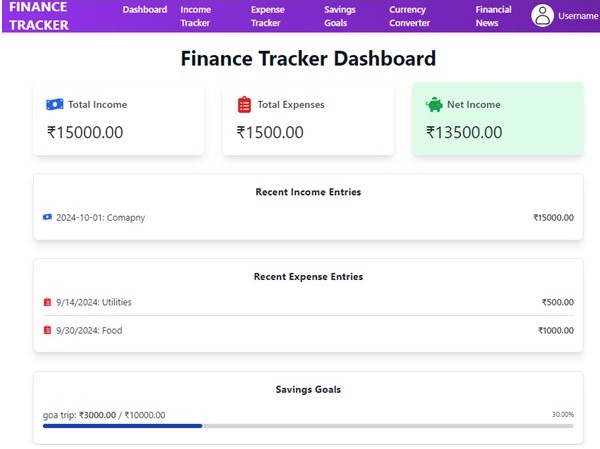 FINANCE TRACKER
Dashboard
Income Tracker
Expense Tracker
Savings Goals
Currency Converter
Financial News
Username
Finance Tracker Dashboard
Total Income
₹15000.00
Total Expenses
₹1500.00
Net Income
₹13500.00
Recent Income Entries
2024-10-01: Comapny ₹15000.00
Recent Expense Entries
9/14/2024: Utilities ₹500.00
9/30/2024: Food ₹1000.00
Savings Goals
goa trip: ₹3000.00 / ₹10000.00 30.00%